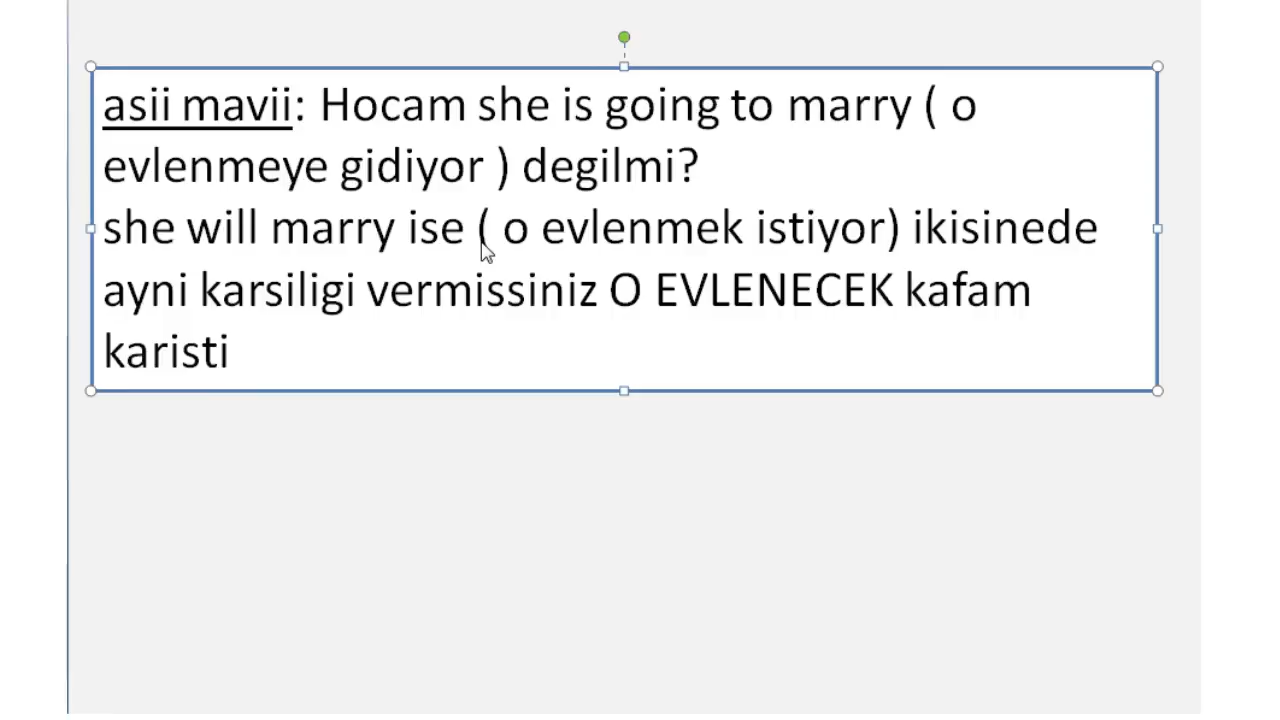 asii mavii: Hocam she is going to marry ( o
evlenmeye gidiyor ) degilmi?
she will marry ise ( o evlenmek istiyor) ikisinede
ayni karsiligi vermissiniz O EVLENECEK kafam
karisti